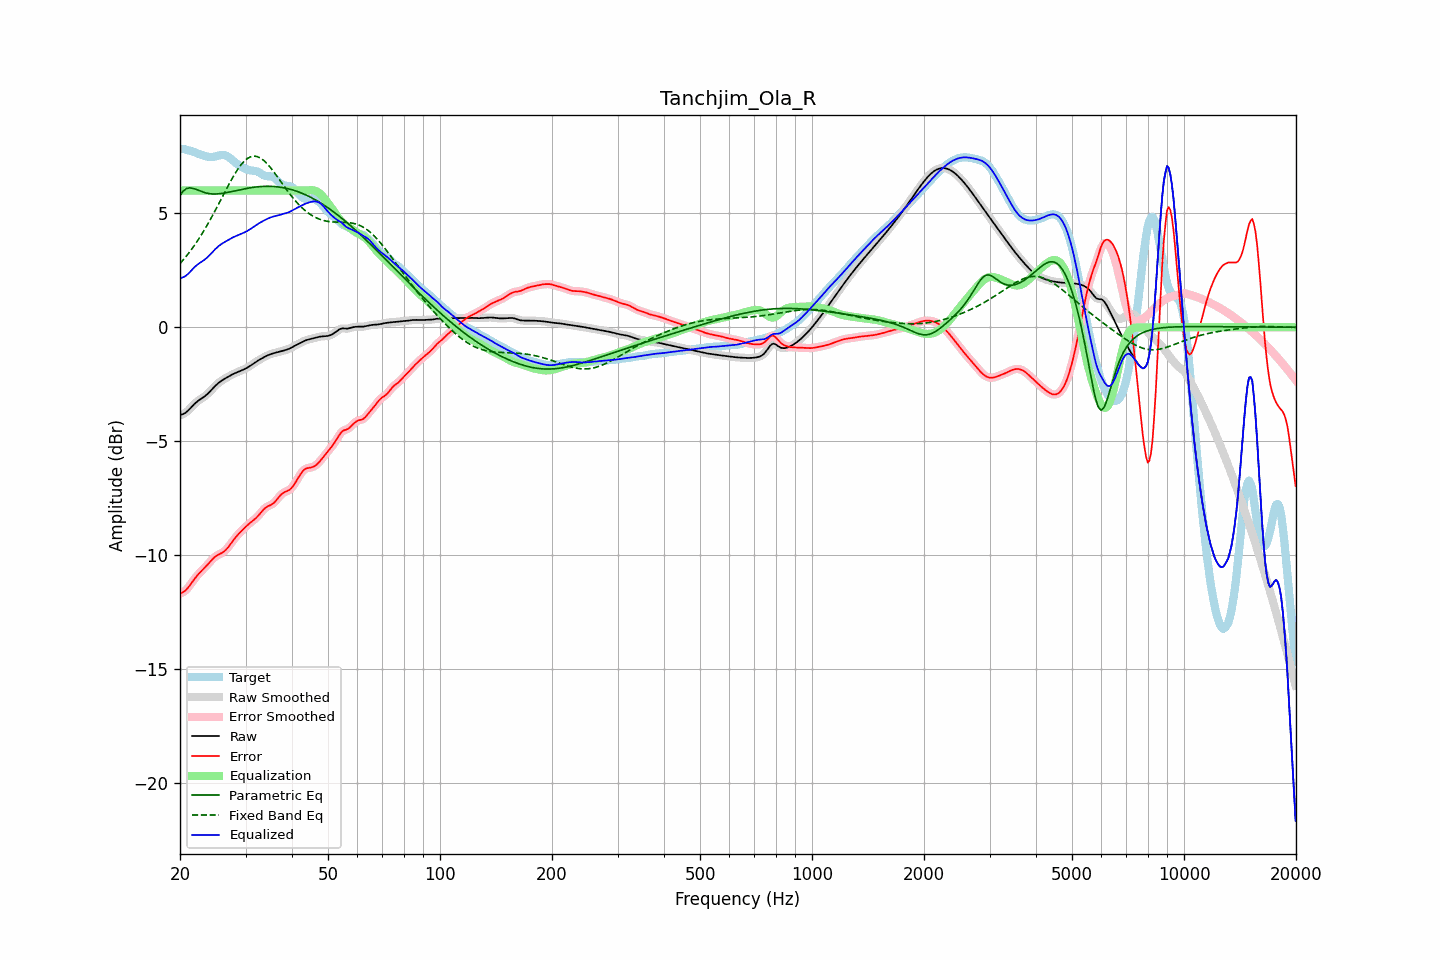 Tanchjim_Ola_R
Amplitude (dBr)
5
0
−5
−10
−15
−20
Target
Raw Smoothed
Error Smoothed
Raw
Error
Equalization
Parametric Eq
Fixed Band Eq
Equalized
20 50 100 200 500 1000 2000 5000 10000 20000
Frequency (Hz)